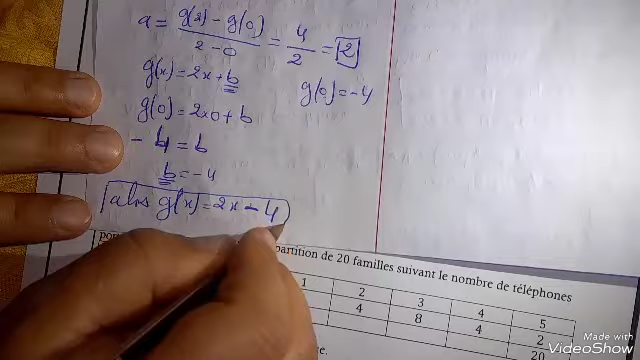 a = g(2) - g(0) / 2 - 0 = 4 / 2 = 2
g(x) = 2x + b
g(0) = -4
g(0) = 2x0 + b
- 4 = b
b = -4
alors g(x) = 2x - 4
partition de 20 familles suivant le nombre de téléphones
1 2 3 4 5
4 8 4 2
20
Made with
VideoShow